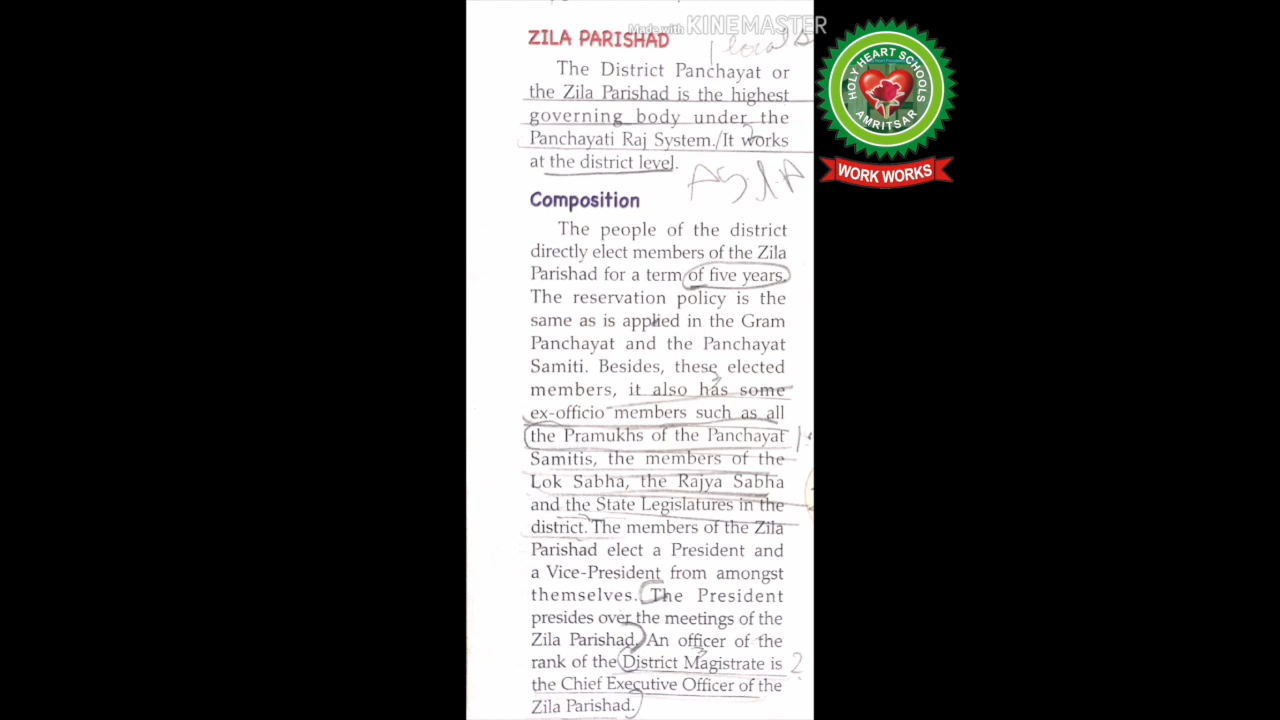 Made with KINEMASTER
ZILA PARISHAD
The District Panchayat or
the Zila Parishad is the highest
governing body under the
Panchayati Raj System. It works
at the district level.
Composition
The people of the district
directly elect members of the Zila
Parishad for a term of five years.
The reservation policy is the
same as is applied in the Gram
Panchayat and the Panchayat
Samiti. Besides, these elected
members, it also has some
ex-officio members such as all
the Pramukhs of the Panchayat
Samitis, the members of the
Lok Sabha, the Rajya Sabha
and the State Legislatures in the
district. The members of the Zila
Parishad elect a President and
a Vice-President from amongst
themselves. The President
presides over the meetings of the
Zila Parishad. An officer of the
rank of the District Magistrate is
the Chief Executive Officer of the
Zila Parishad.
HOLY HEART SCHOOLS
AMRITSAR
WORK WORKS